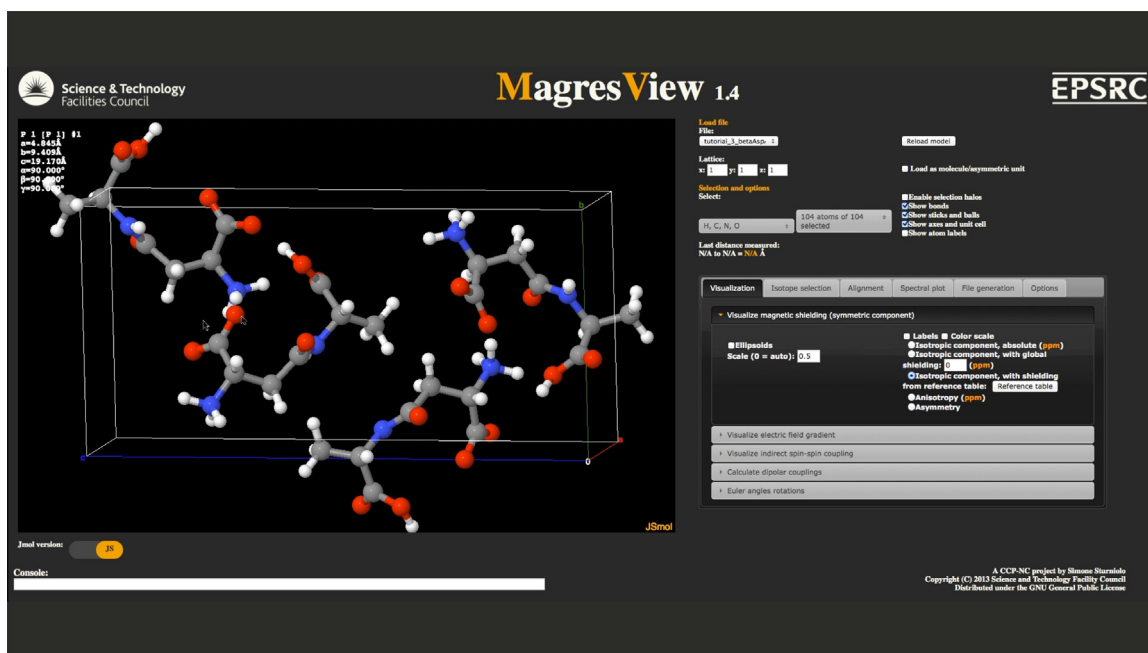 Science & Technology
Facilities Council
MagresView 1.4
EPSRC
P 1 [P 1] #1
a=4.845Å
b=9.409Å
c=19.170Å
α=90.000°
β=90.000°
γ=90.000°
b
c
a
0
JSmol
Jmol version:
JS
Console:
Load file
File:
tutorial_3_betaAsp
Reload model
Lattice:
x: 1 y: 1 z: 1
Load as molecule/asymmetric unit
Selection and options
Select:
H, C, N, O
104 atoms of 104
selected
Enable selection halos
Show bonds
Show sticks and balls
Show axes and unit cell
Show atom labels
Last distance measured:
N/A to N/A = N/A Å
Visualization Isotope selection Alignment Spectral plot File generation Options
Visualize magnetic shielding (symmetric component)
Ellipsoids
Scale (0 = auto): 0.5
Labels Color scale
Isotropic component, absolute (ppm)
Isotropic component, with global
shielding: 0 (ppm)
Isotropic component, with shielding
from reference table: Reference table
Anisotropy (ppm)
Asymmetry
Visualize electric field gradient
Visualize indirect spin-spin coupling
Calculate dipolar couplings
Euler angles rotations
A CCP-NC project by Simone Sturniolo
Copyright (C) 2013 Science and Technology Facility Council
Distributed under the GNU General Public License